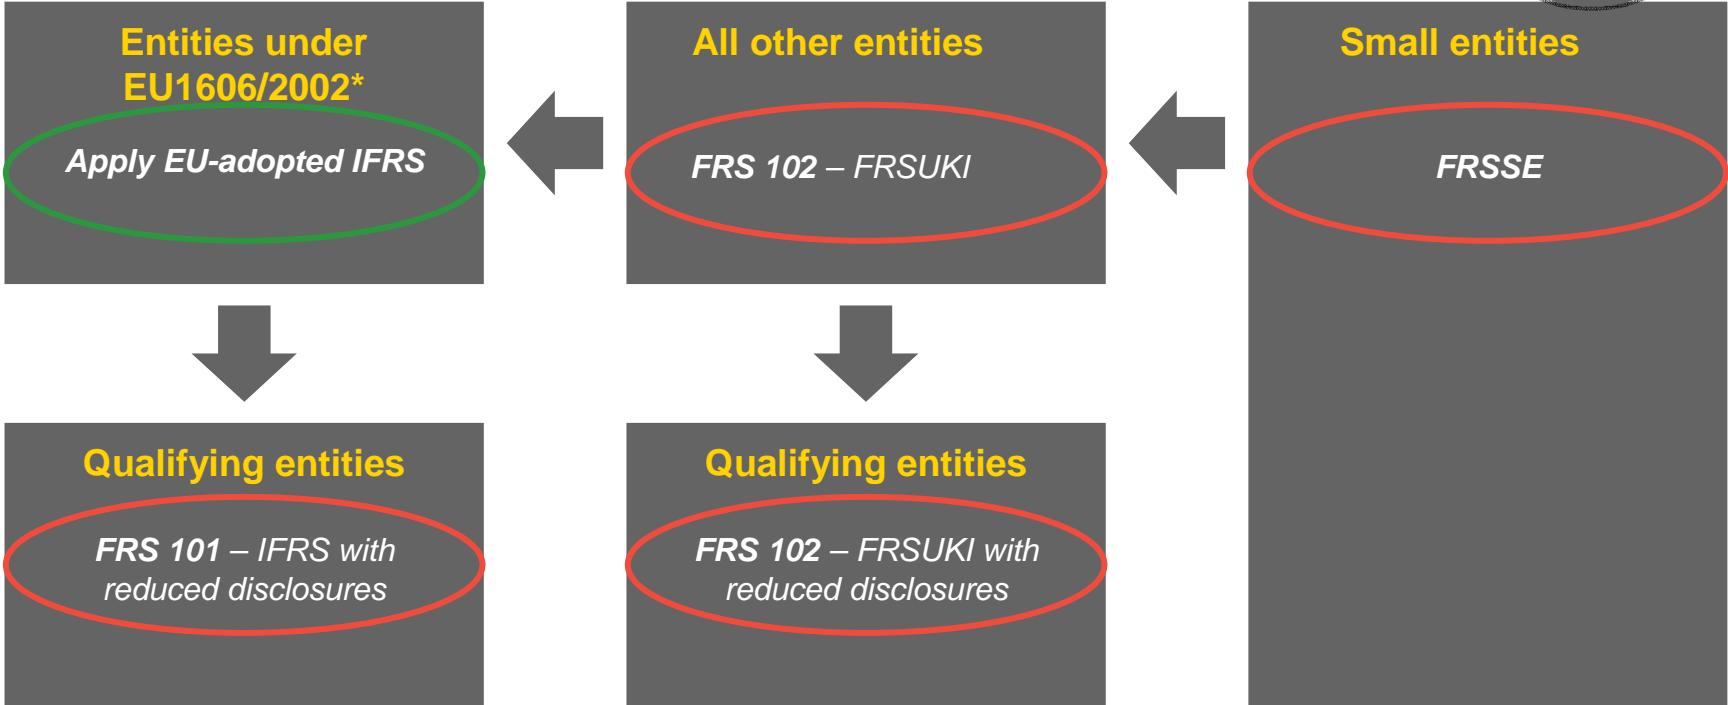 Entities under
EU1606/2002*
Apply EU-adopted IFRS
All other entities
FRS 102 – FRSUKI
Small entities
FRSSE
Qualifying entities
FRS 101 – IFRS with
reduced disclosures
Qualifying entities
FRS 102 – FRSUKI with
reduced disclosures